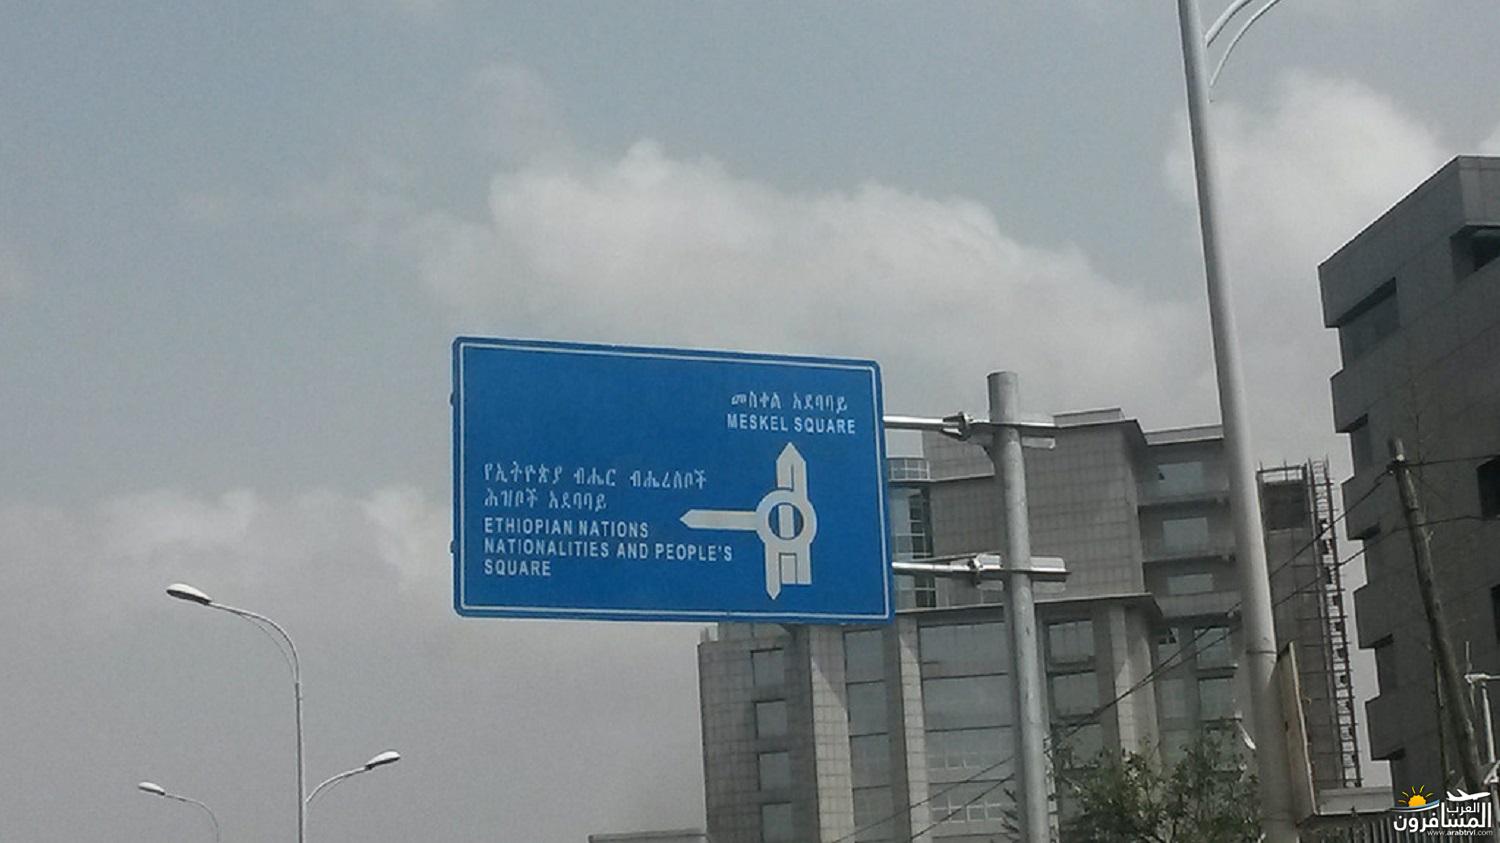 መስቀል አደባባይ
MESKEL SQUARE
የኢትዮጵያ ብሔር ብሔረሰቦች
ሕዝቦች አደባባይ
ETHIOPIAN NATIONS
NATIONALITIES AND PEOPLE'S
SQUARE
العرب
المسافرون
www.arabtrvl.com